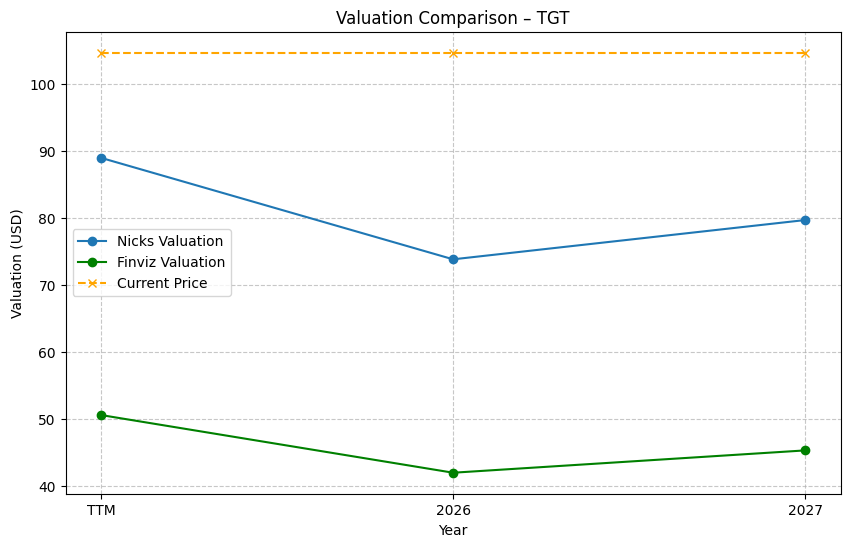 Valuation Comparison – TGT
Valuation (USD)
100
90
80
70
60
50
40
Nicks Valuation
Finviz Valuation
Current Price
TTM
2026
2027
Year